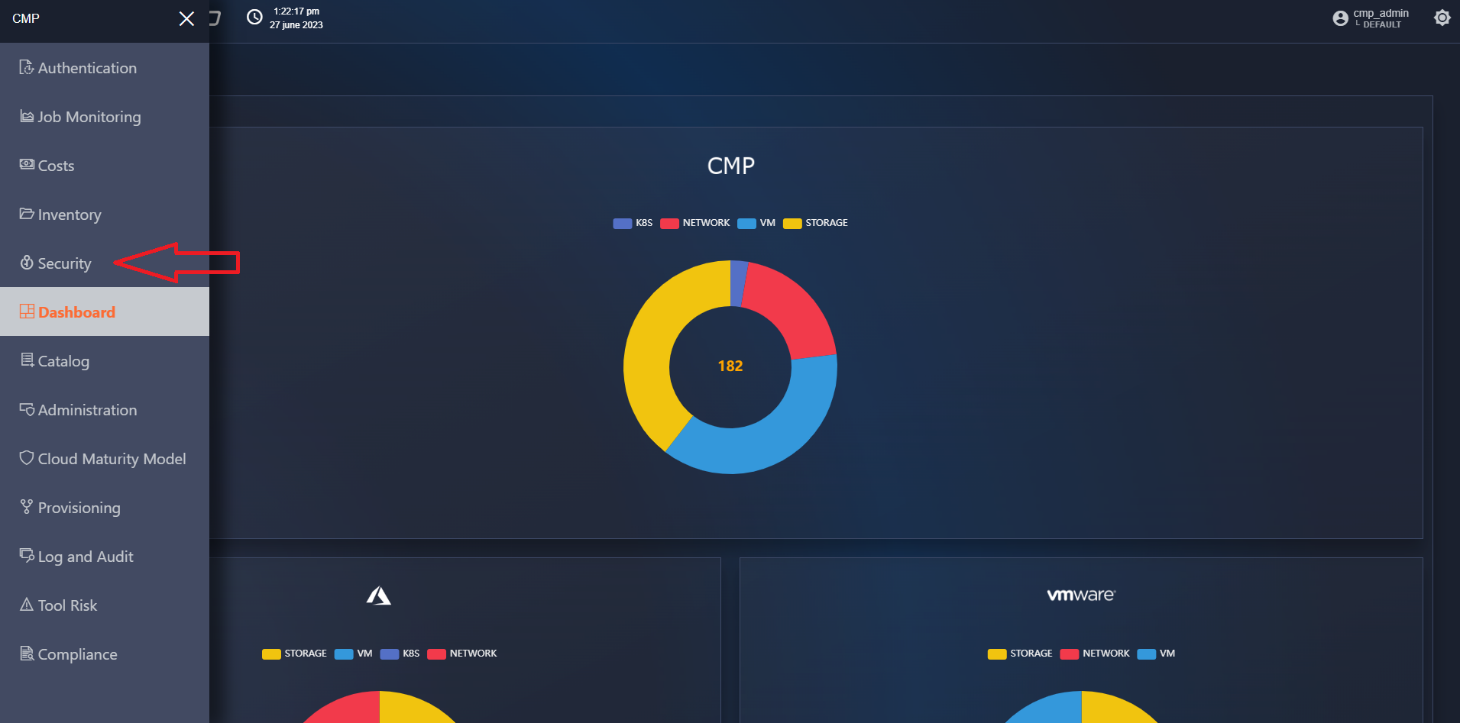 CMP
1:22:17 pm
27 june 2023
cmp_admin
DEFAULT
Authentication
Job Monitoring
Costs
Inventory
Security
Dashboard
Catalog
Administration
Cloud Maturity Model
Provisioning
Log and Audit
Tool Risk
Compliance
CMP
K8S NETWORK VM STORAGE
182
STORAGE VM K8S NETWORK
vmware®
STORAGE NETWORK VM